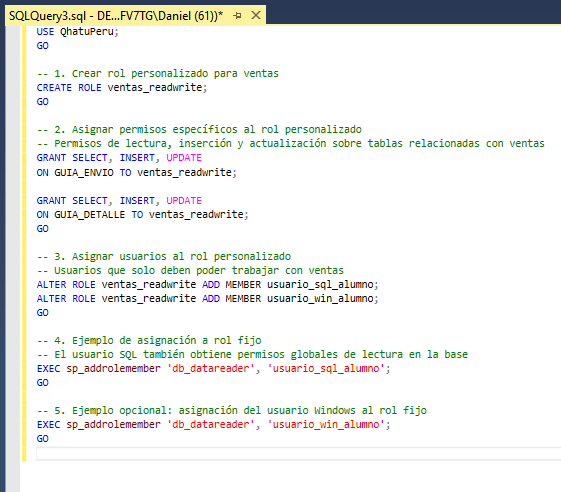 SQLQuery3.sql - DE...FV7TG\Daniel (61))*
USE QhatuPeru;
GO
-- 1. Crear rol personalizado para ventas
CREATE ROLE ventas_readwrite;
GO
-- 2. Asignar permisos específicos al rol personalizado
-- Permisos de lectura, inserción y actualización sobre tablas relacionadas con ventas
GRANT SELECT, INSERT, UPDATE
ON GUIA_ENVIO TO ventas_readwrite;
GRANT SELECT, INSERT, UPDATE
ON GUIA_DETALLE TO ventas_readwrite;
GO
-- 3. Asignar usuarios al rol personalizado
-- Usuarios que solo deben poder trabajar con ventas
ALTER ROLE ventas_readwrite ADD MEMBER usuario_sql_alumno;
ALTER ROLE ventas_readwrite ADD MEMBER usuario_win_alumno;
GO
-- 4. Ejemplo de asignación a rol fijo
-- El usuario SQL también obtiene permisos globales de lectura en la base
EXEC sp_addrolemember 'db_datareader', 'usuario_sql_alumno';
GO
-- 5. Ejemplo opcional: asignación del usuario Windows al rol fijo
EXEC sp_addrolemember 'db_datareader', 'usuario_win_alumno';
GO